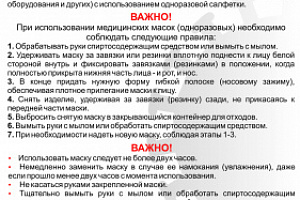 оборудования и других) с использованием одноразовой салфетки.
ВАЖНО!
При использовании медицинских масок (одноразовых) необходимо
соблюдать следующие правила:
1. Обрабатывать руки спиртосодержащим средством или вымыть с мылом.
2. Удерживать маску за завязки или резинки вплотную поднести к лицу белой
стороной внутрь и фиксировать завязками (резинками) в положении, когда
полностью прикрыта нижняя часть лица - и рот, и нос.
3. В конце придать нужную форму гибкой полоске (носовому зажиму),
обеспечивая плотное прилегание маски к лицу.
4. Снять изделие, удерживая за завязки (резинку) сзади, не прикасаясь к
передней части маски.
5. Выбросить снятую маску в закрывающийся контейнер для отходов.
6. Вымыть руки с мылом или обработать спиртосодержащим средством.
7. При необходимости надеть новую маску, соблюдая этапы 1-3.
ВАЖНО!
• Использовать маску следует не более двух часов.
• Немедленно заменить маску в случае ее намокания (увлажнения), даже
если прошло менее двух часов с момента использования.
• Не касаться руками закрепленной маски.
• Тщательно вымыть руки с мылом или обработать спиртосодержащим